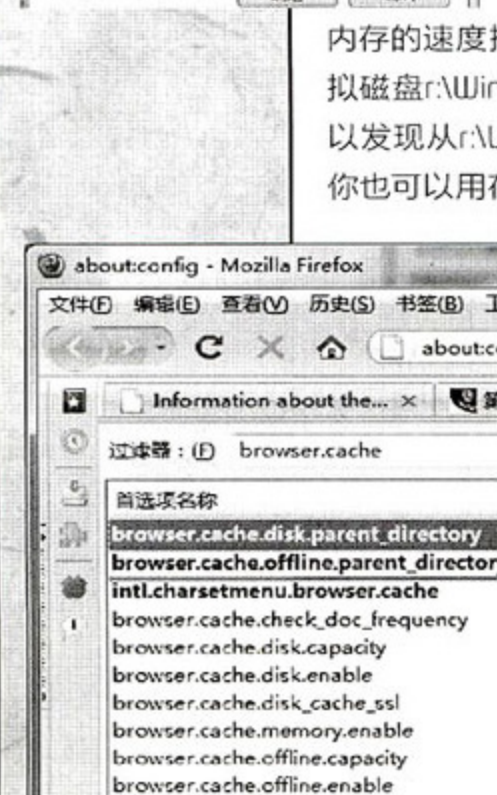 内存的速度
拟磁盘r:\Win
以发现从r:\
你也可以用
about:config - Mozilla Firefox
文件(F) 编辑(E) 查看(V) 历史(S) 书签(B)
about:c
Information about the...
过滤器：(F) browser.cache
首选项名称
browser.cache.disk.parent_directory
browser.cache.offline.parent_director
intl.charsetmenu.browser.cache
browser.cache.check_doc_frequency
browser.cache.disk.capacity
browser.cache.disk.enable
browser.cache.disk_cache_ssl
browser.cache.memory.enable
browser.cache.offline.capacity
browser.cache.offline.enable